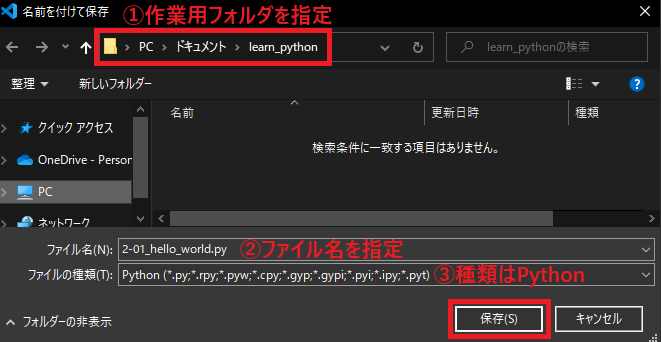 名前を付けて保存 ①作業用フォルダを指定
PC › ドキュメント › learn_python learn_pythonの検索
整理 新しいフォルダー
名前 更新日時 種類
クイック アクセス
検索条件に一致する項目はありません。
OneDrive - Person
PC
ネットワーク
ファイル名(N): 2-01_hello_world.py ②ファイル名を指定
ファイルの種類(T): Python (*.py;*.rpy;*.pyw;*.cpy;*.gyp;*.gypi;*.pyi;*.ipy;*.pyt) ③種類はPython
フォルダーの非表示 保存(S) キャンセル